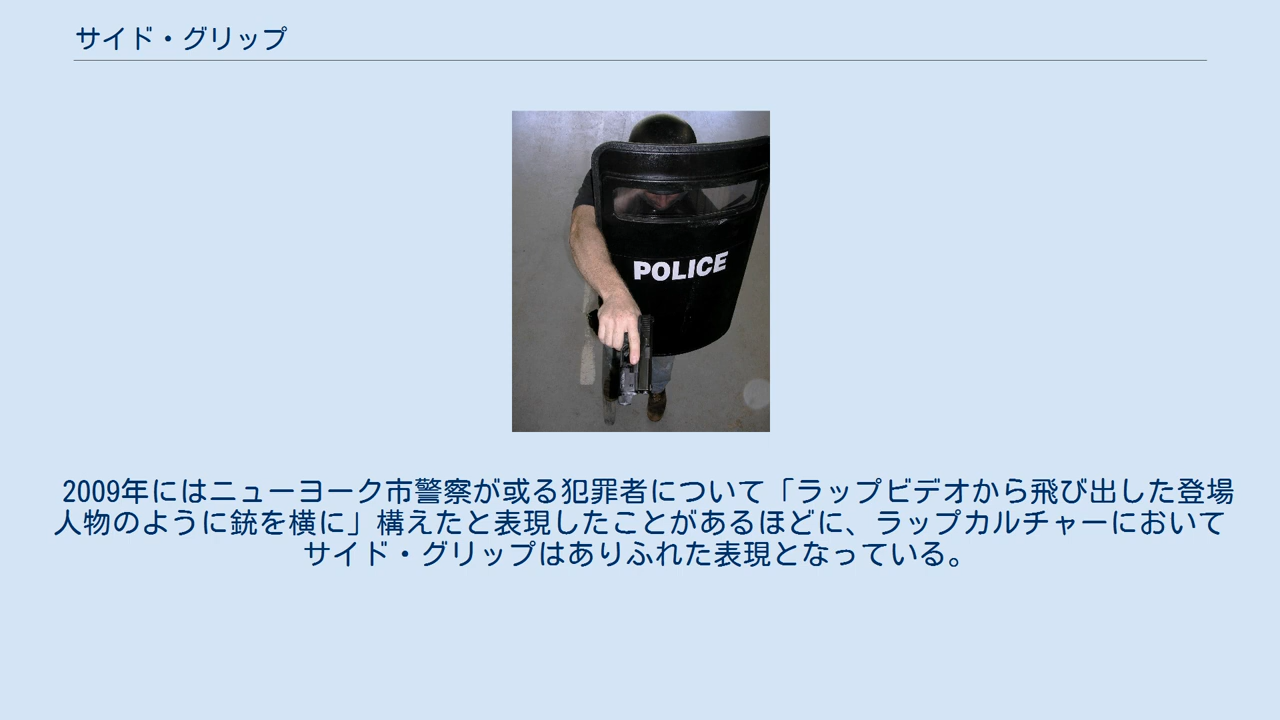 サイド・グリップ
POLICE
2009年にはニューヨーク市警察が或る犯罪者について「ラップビデオから飛び出した登場
人物のように銃を横に」構えたと表現したことがあるほどに、ラップカルチャーにおいて
サイド・グリップはありふれた表現となっている。